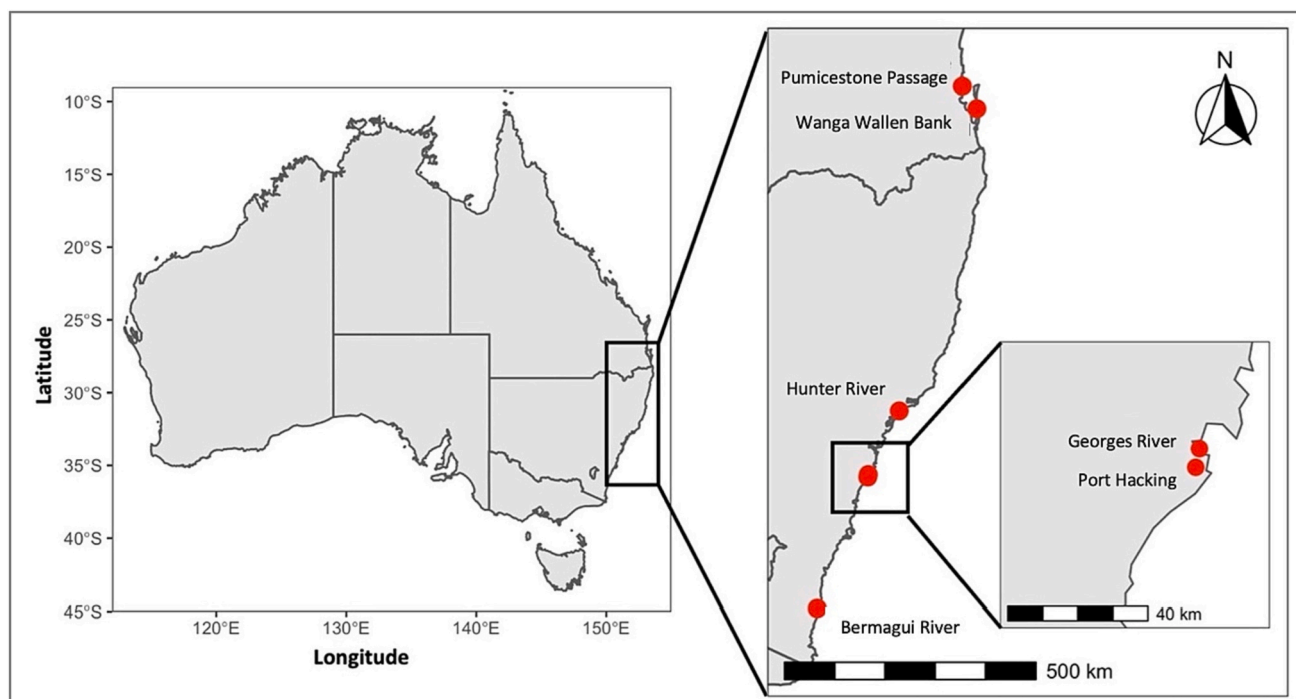 10°S
15°S
20°S
25°S
30°S
35°S
40°S
45°S
Latitude
120°E
130°E
140°E
150°E
Longitude
Pumicestone Passage
Wanga Wallen Bank
N
Hunter River
Georges River
Port Hacking
40 km
Bermagui River
500 km